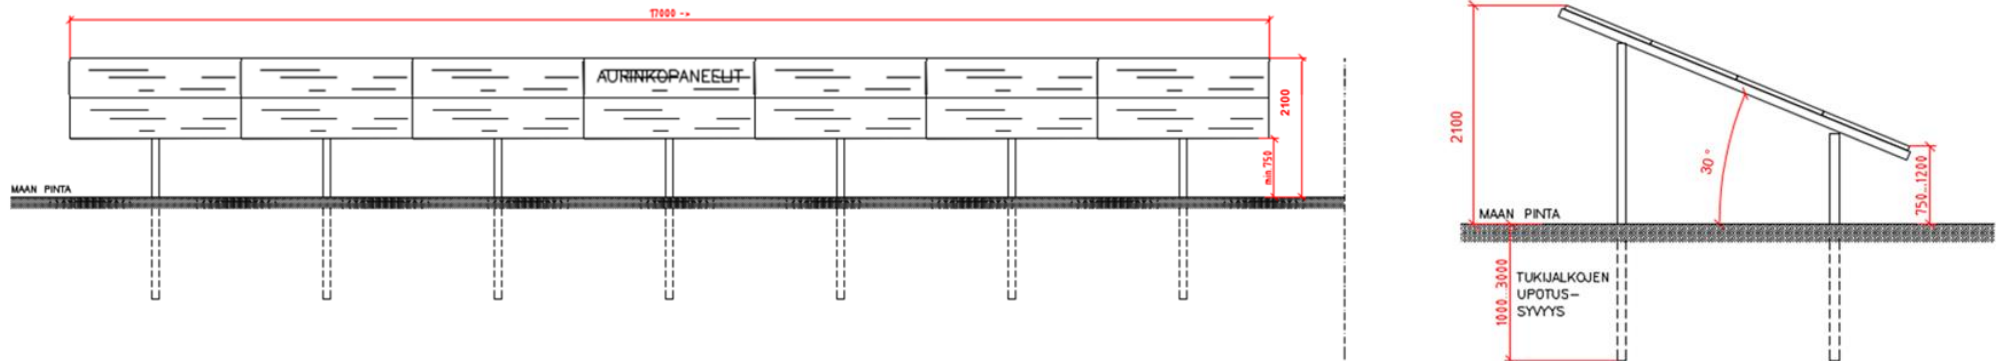 17000 ->
AURINKOPANEELIT
2100
min 750
MAAN PINTA
2100
30°
750...1200
MAAN PINTA
1000...3000
TUKIJALKOJEN
UPOTUS-
SYVYYS